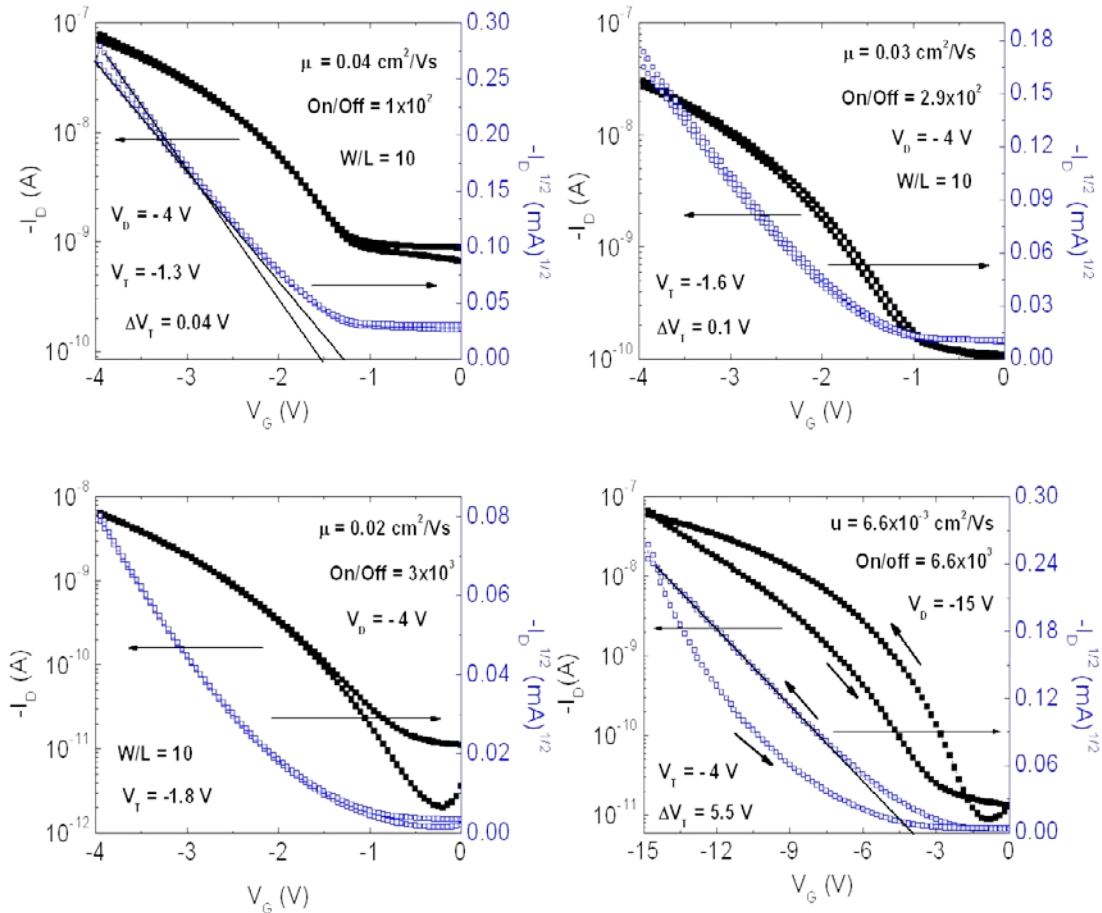 10⁻⁷
10⁻⁸
10⁻⁹
10⁻¹⁰
-I_D (A)
μ = 0.04 cm²/Vs
On/Off = 1x10²
W/L = 10
V_D = - 4 V
V_T = -1.3 V
ΔV_T = 0.04 V
0.30
0.25
0.20
0.15
0.10
0.05
0.00
-I_D^1/2 (mA)^1/2
-4 -3 -2 -1 0
V_G (V)
10⁻⁷
10⁻⁸
10⁻⁹
10⁻¹⁰
-I_D (A)
μ = 0.03 cm²/Vs
On/Off = 2.9x10²
V_D = - 4 V
W/L = 10
V_T = -1.6 V
ΔV_T = 0.1 V
0.18
0.15
0.12
0.09
0.06
0.03
0.00
-I_D^1/2 (mA)^1/2
-4 -3 -2 -1 0
V_G (V)
10⁻⁸
10⁻⁹
10⁻¹⁰
10⁻¹¹
10⁻¹²
-I_D (A)
μ = 0.02 cm²/Vs
On/Off = 3x10³
V_D = - 4 V
W/L = 10
V_T = -1.8 V
0.08
0.06
0.04
0.02
0.00
-I_D^1/2 (mA)^1/2
-4 -3 -2 -1 0
V_G (V)
10⁻⁷
10⁻⁸
10⁻⁹
10⁻¹⁰
10⁻¹¹
-I_D(A)
u = 6.6x10⁻³ cm²/Vs
On/off = 6.6x10³
V_D = -15 V
V_T = - 4 V
ΔV_T = 5.5 V
0.30
0.24
0.18
0.12
0.06
0.00
-I_D^1/2 (mA)^1/2
-15 -12 -9 -6 -3 0
V_G (V)